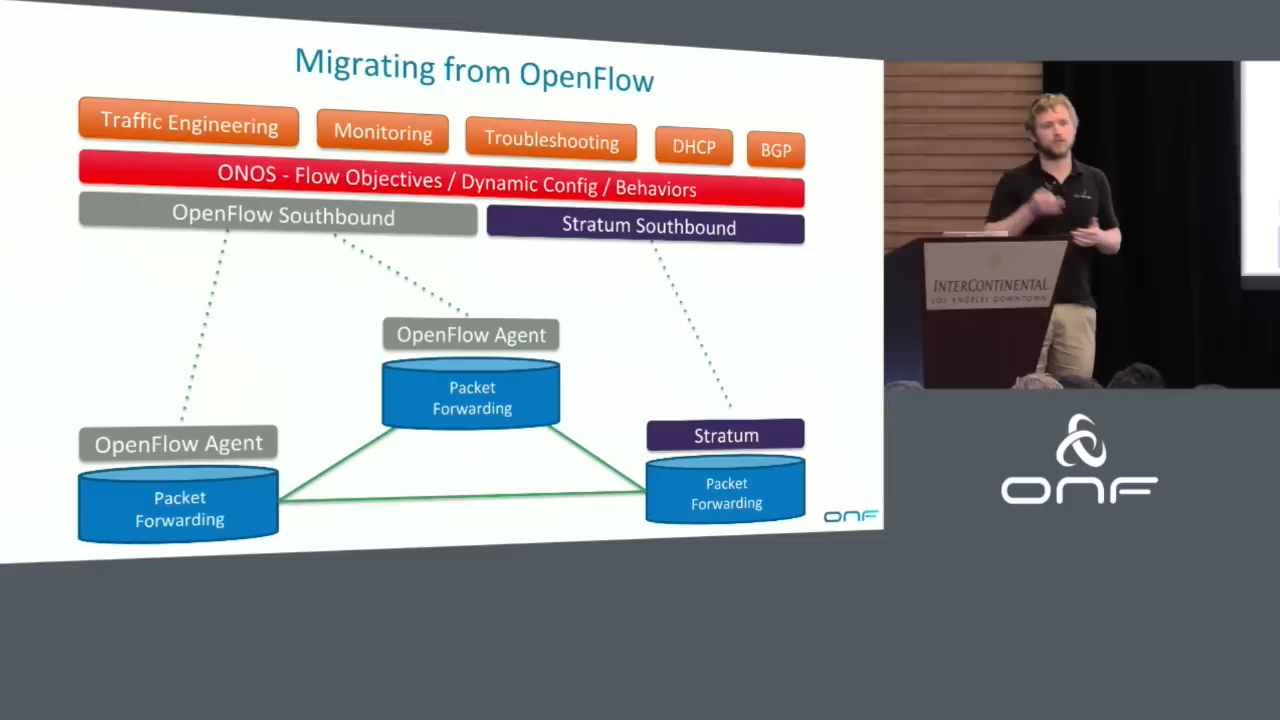 Migrating from OpenFlow
Traffic Engineering
Monitoring
Troubleshooting
DHCP
BGP
ONOS - Flow Objectives / Dynamic Config / Behaviors
OpenFlow Southbound
Stratum Southbound
OpenFlow Agent
Packet
Forwarding
OpenFlow Agent
Packet
Forwarding
Stratum
Packet
Forwarding
ONF
INTERCONTINENTAL
LOS ANGELES DOWNTOWN
ONF